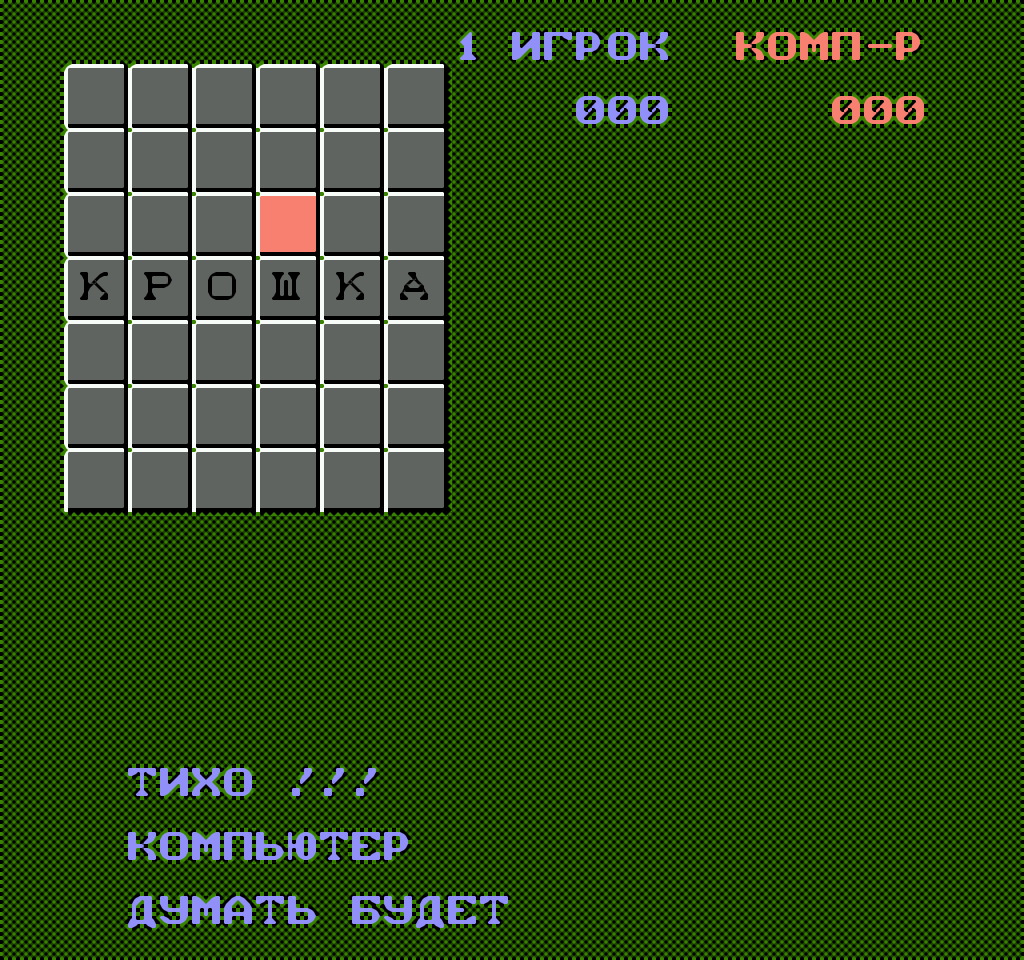 1 ИГРОК КОМП-Р
000 000
КРОШКА
ТИХО !!!
КОМПЬЮТЕР
ДУМАТЬ БУДЕТ